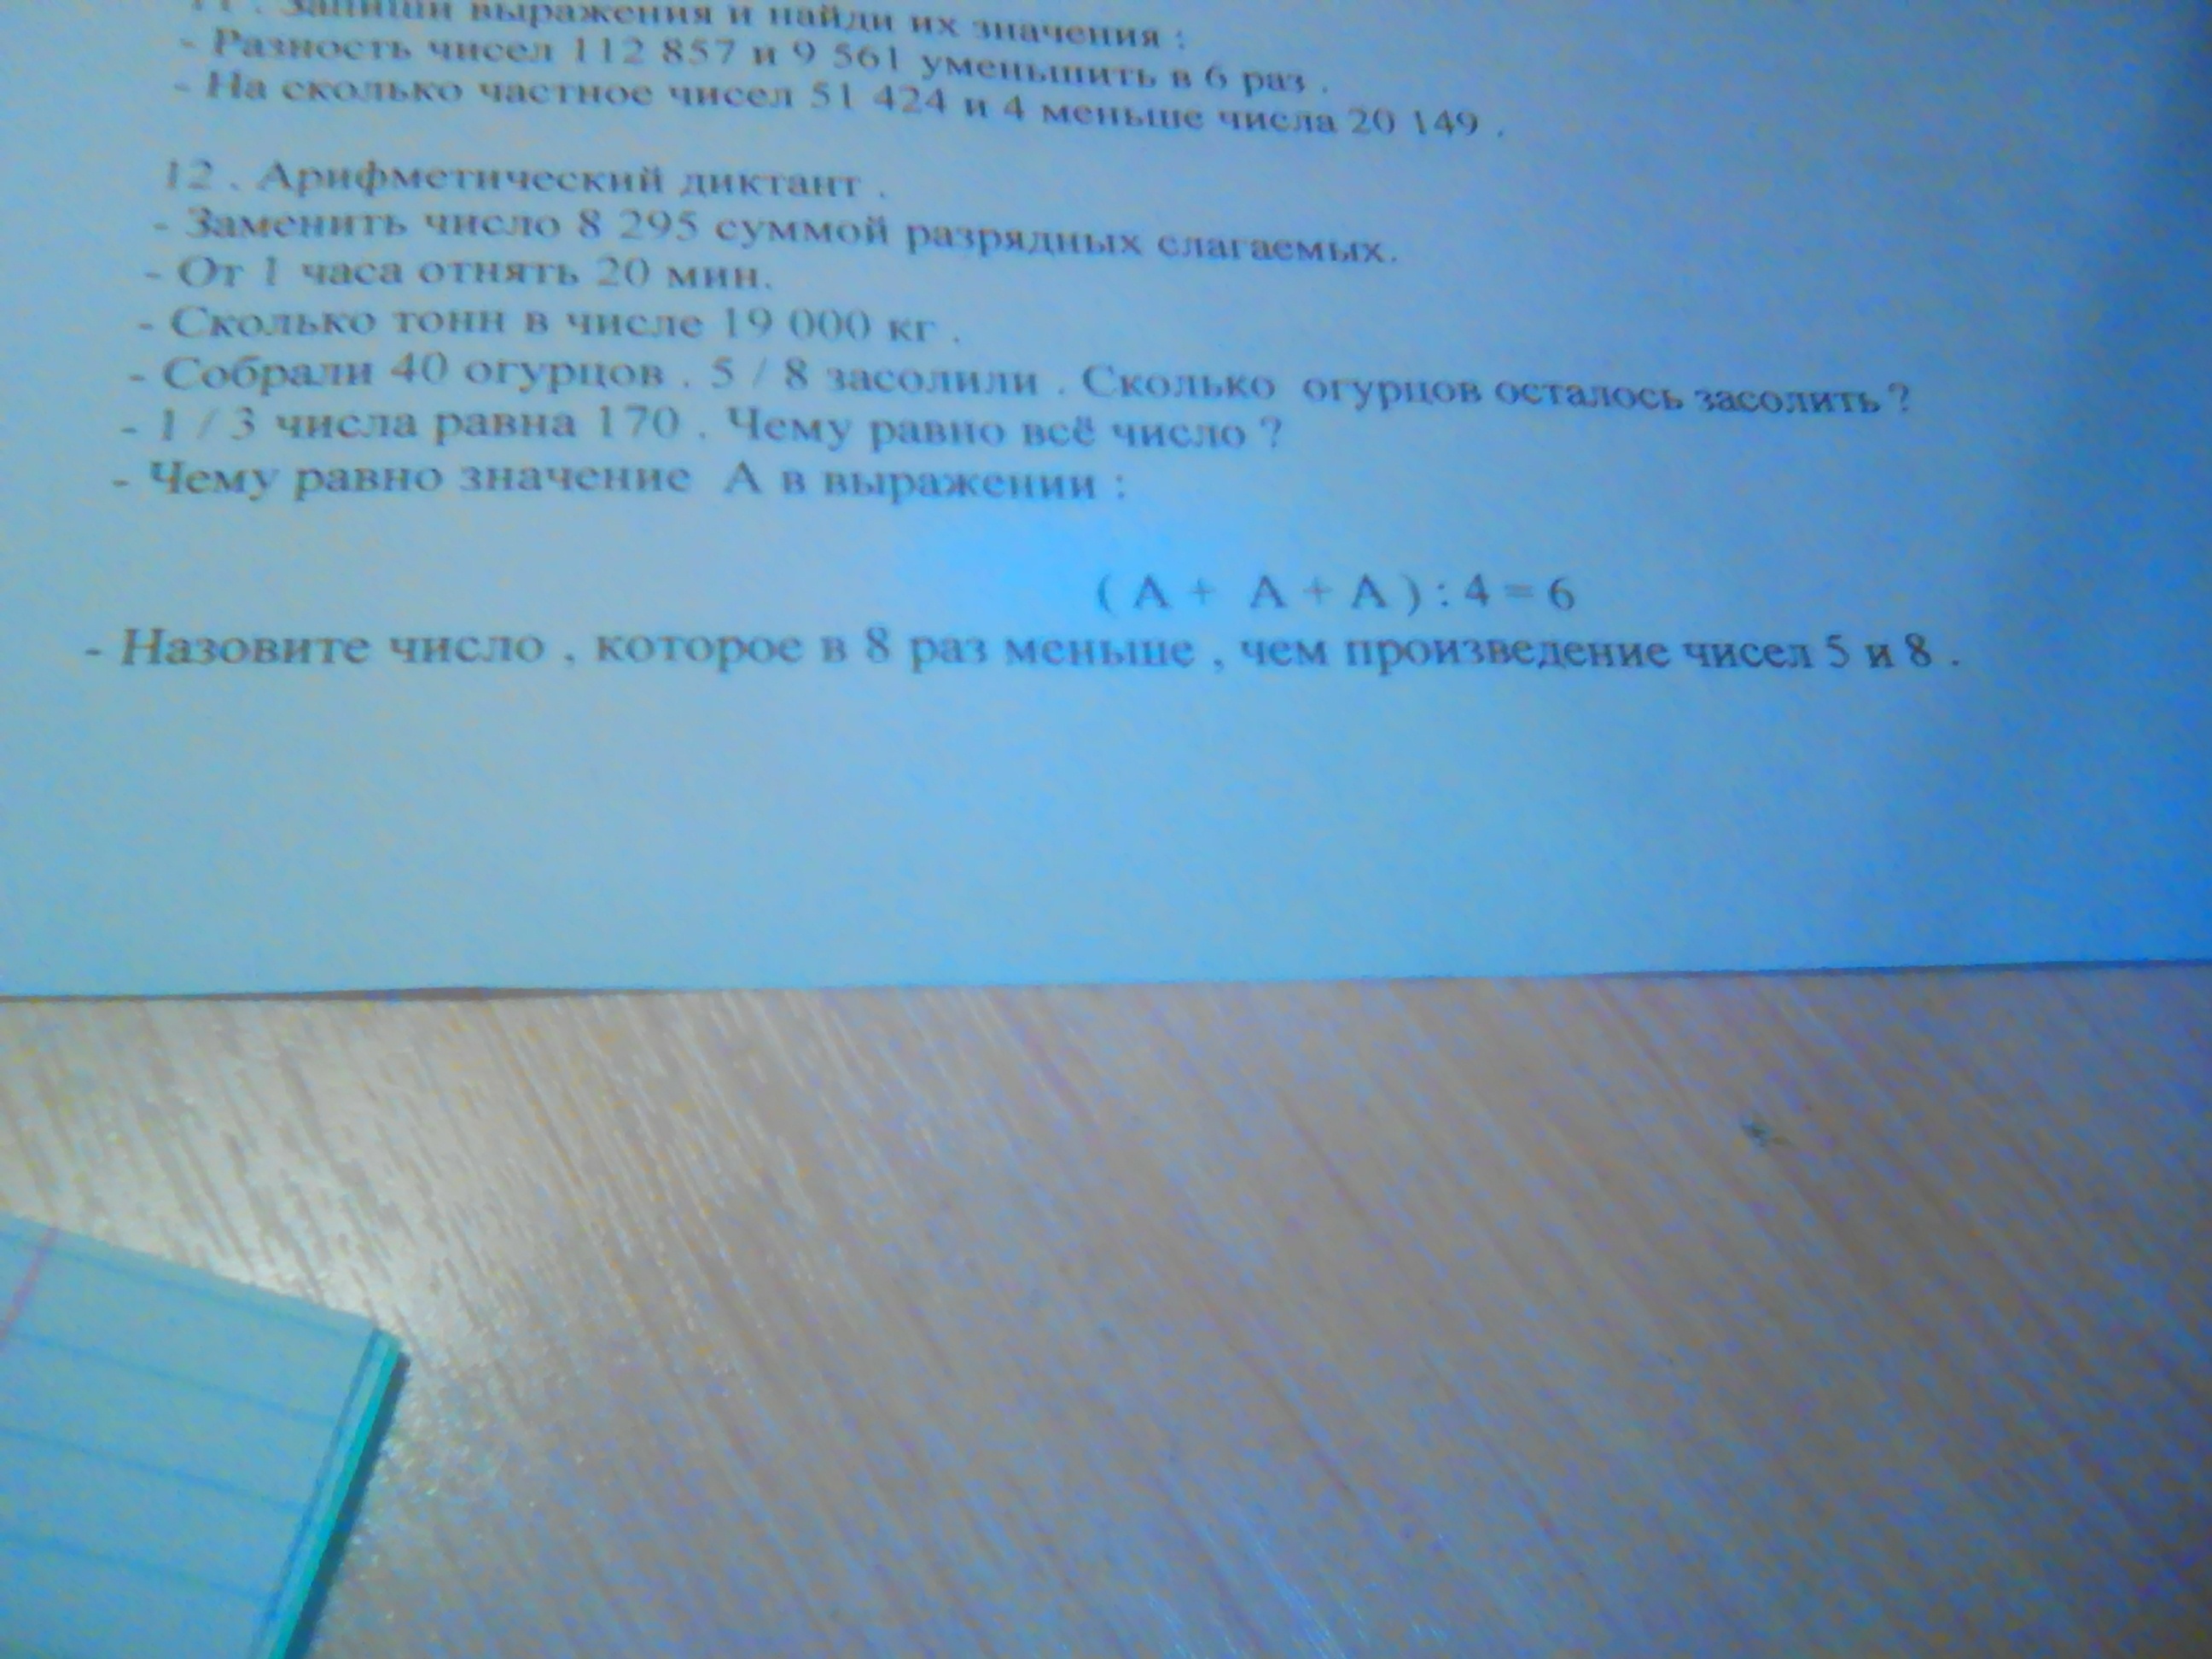 11 . Запиши выражения и найди их значения :
- Разность чисел 112 857 и 9 561 уменьшить в 6 раз .
- На сколько частное чисел 51 424 и 4 меньше числа 20 149 .
12 . Арифметический диктант .
- Заменить число 8 295 суммой разрядных слагаемых.
- От 1 часа отнять 20 мин.
- Сколько тонн в числе 19 000 кг .
- Собрали 40 огурцов . 5 / 8 засолили . Сколько огурцов осталось засолить ?
- 1 / 3 числа равна 170 . Чему равно всё число ?
- Чему равно значение А в выражении :
( А + А + А ) : 4 = 6
- Назовите число , которое в 8 раз меньше , чем произведение чисел 5 и 8 .